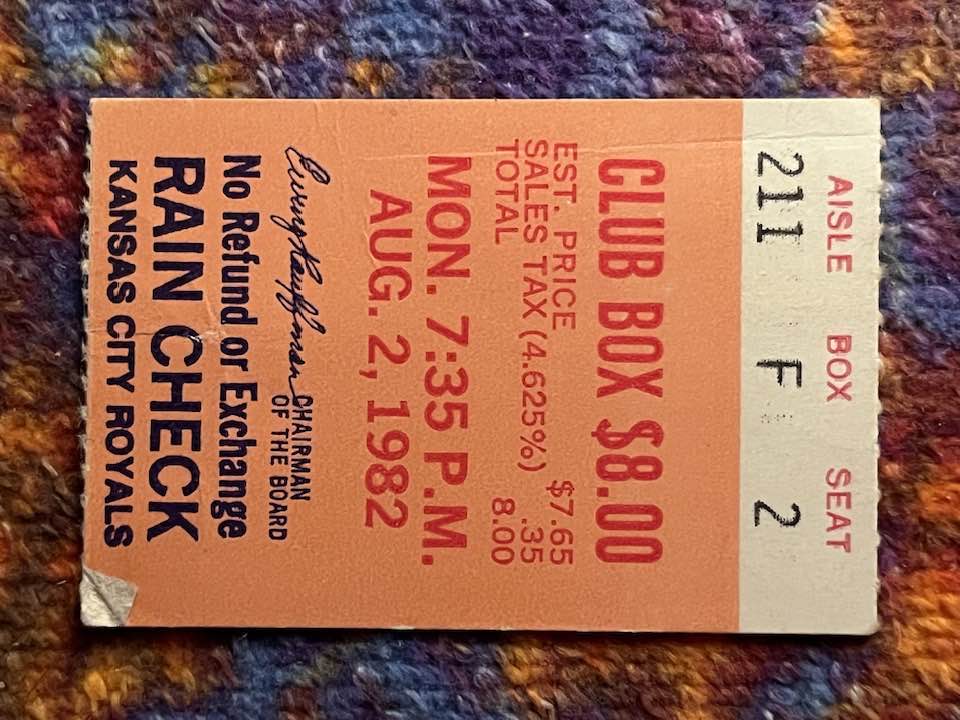 AISLE BOX SEAT
211 F 2
CLUB BOX $8.00
EST. PRICE $7.65
SALES TAX (4.625%) .35
TOTAL 8.00
MON. 7:35 P.M.
AUG. 2, 1982
Ewing Kauffman CHAIRMAN
OF THE BOARD
No Refund or Exchange
RAIN CHECK
KANSAS CITY ROYALS